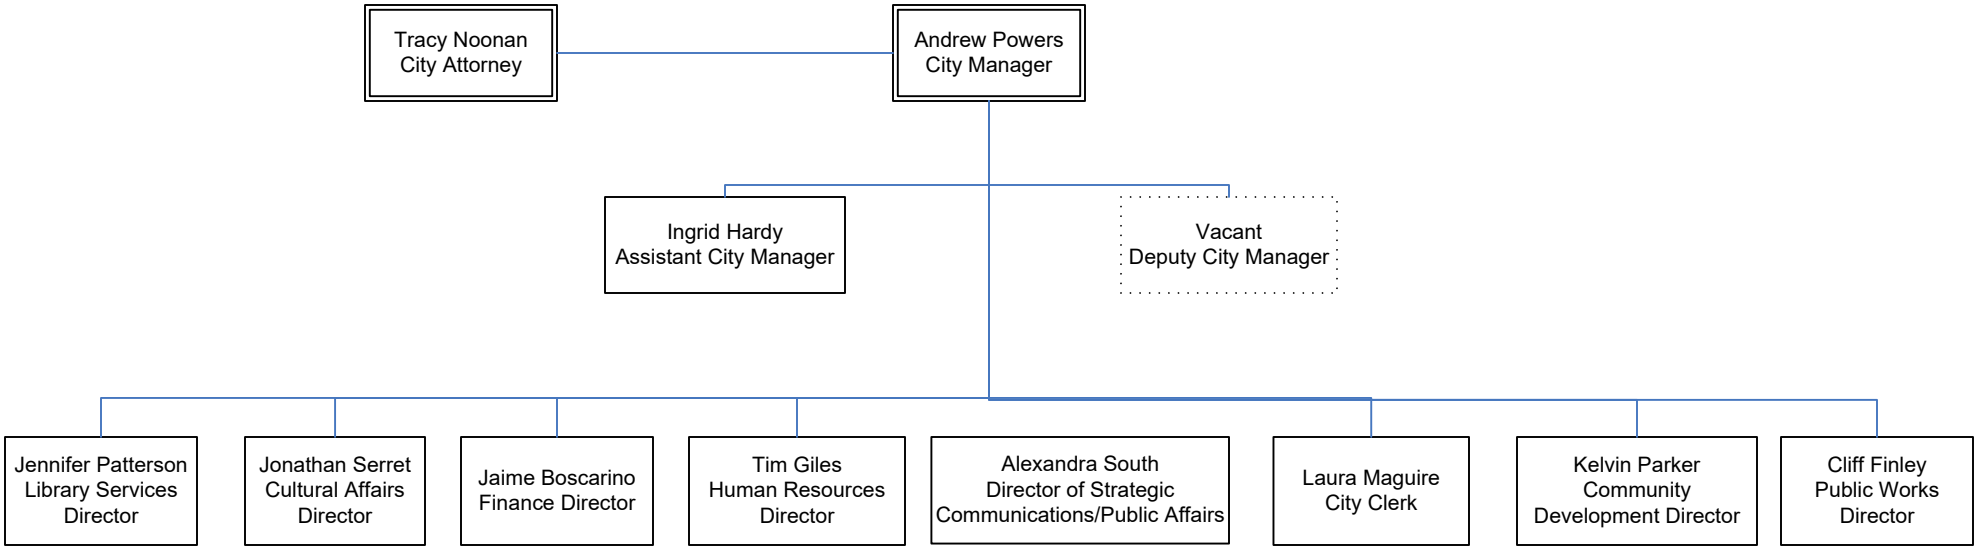 Tracy Noonan
City Attorney
Andrew Powers
City Manager
Ingrid Hardy
Assistant City Manager
Vacant
Deputy City Manager
Jennifer Patterson
Library Services
Director
Jonathan Serret
Cultural Affairs
Director
Jaime Boscarino
Finance Director
Tim Giles
Human Resources
Director
Alexandra South
Director of Strategic
Communications/Public Affairs
Laura Maguire
City Clerk
Kelvin Parker
Community
Development Director
Cliff Finley
Public Works
Director